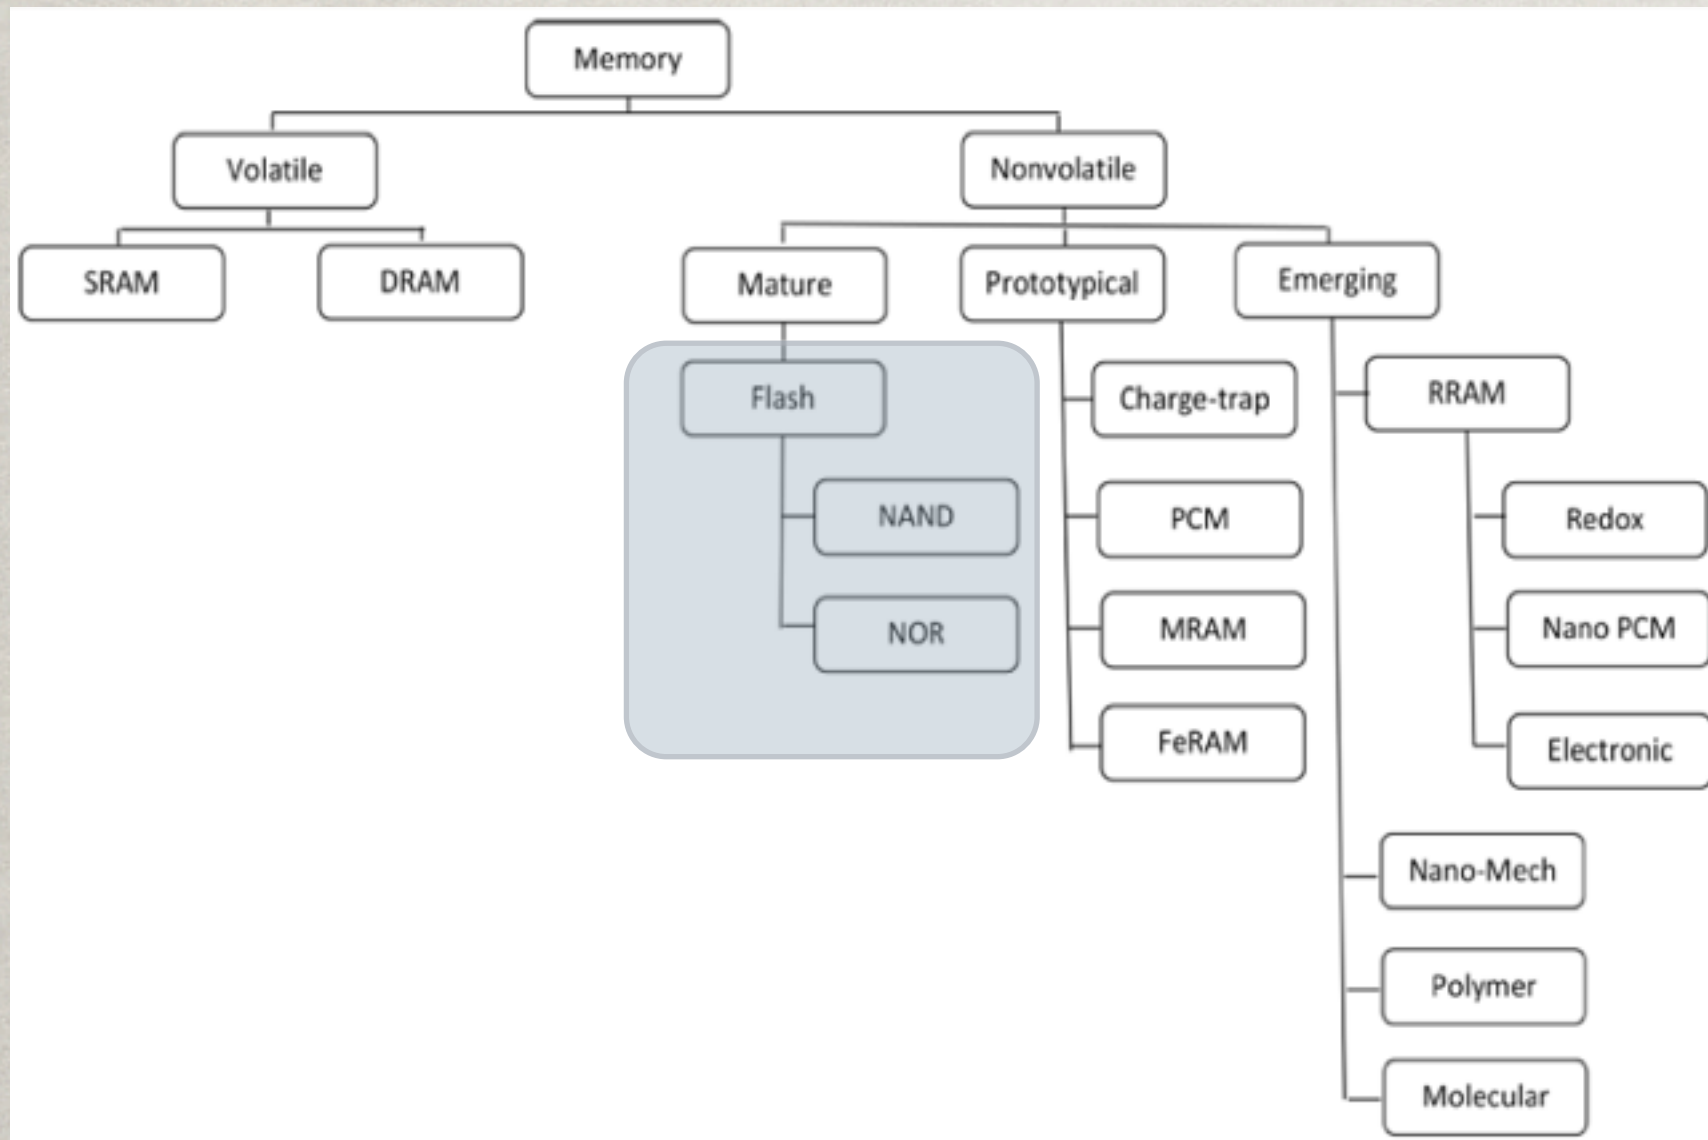 Memory
Volatile
Nonvolatile
SRAM
DRAM
Mature
Prototypical
Emerging
Flash
Charge-trap
RRAM
NAND
PCM
Redox
NOR
MRAM
Nano PCM
FeRAM
Electronic
Nano-Mech
Polymer
Molecular